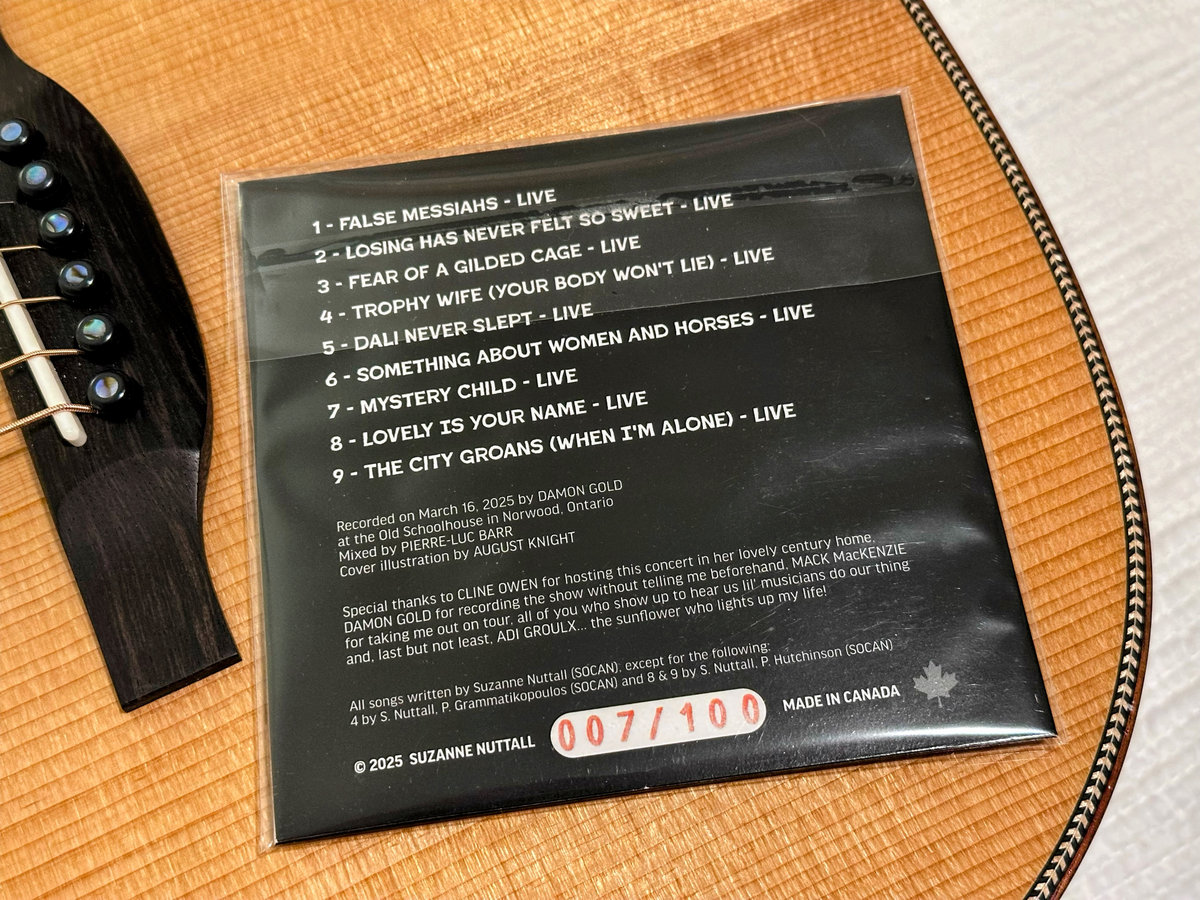 1 - FALSE MESSIAHS - LIVE
2 - LOSING HAS NEVER FELT SO SWEET - LIVE
3 - FEAR OF A GILDED CAGE - LIVE
4 - TROPHY WIFE (YOUR BODY WON'T LIE) - LIVE
5 - DALI NEVER SLEPT - LIVE
6 - SOMETHING ABOUT WOMEN AND HORSES - LIVE
7 - MYSTERY CHILD - LIVE
8 - LOVELY IS YOUR NAME - LIVE
9 - THE CITY GROANS (WHEN I'M ALONE) - LIVE
Recorded on March 16, 2025 by DAMON GOLD
at the Old Schoolhouse in Norwood, Ontario
Mixed by PIERRE-LUC BARR
Cover illustration by AUGUST KNIGHT
Special thanks to CLINE OWEN for hosting this concert in her lovely century home,
DAMON GOLD for recording the show without telling me beforehand, MACK MacKENZIE
for taking me out on tour, all of you who show up to hear us lil' musicians do our thing
and, last but not least, ADI GROULX... the sunflower who lights up my life!
All songs written by Suzanne Nuttall (SOCAN), except for the following:
4 by S. Nuttall, P. Grammatikopoulos (SOCAN) and 8 & 9 by S. Nuttall, P. Hutchinson (SOCAN)
© 2025 SUZANNE NUTTALL
007/100
MADE IN CANADA